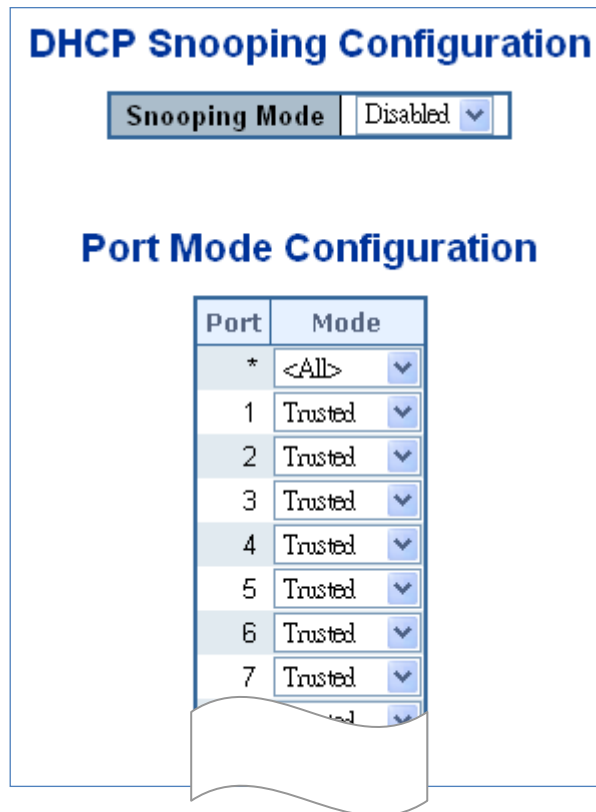 DHCP Snooping Configuration
Snooping Mode Disabled
Port Mode Configuration
Port Mode
* <All>
1 Trusted
2 Trusted
3 Trusted
4 Trusted
5 Trusted
6 Trusted
7 Trusted